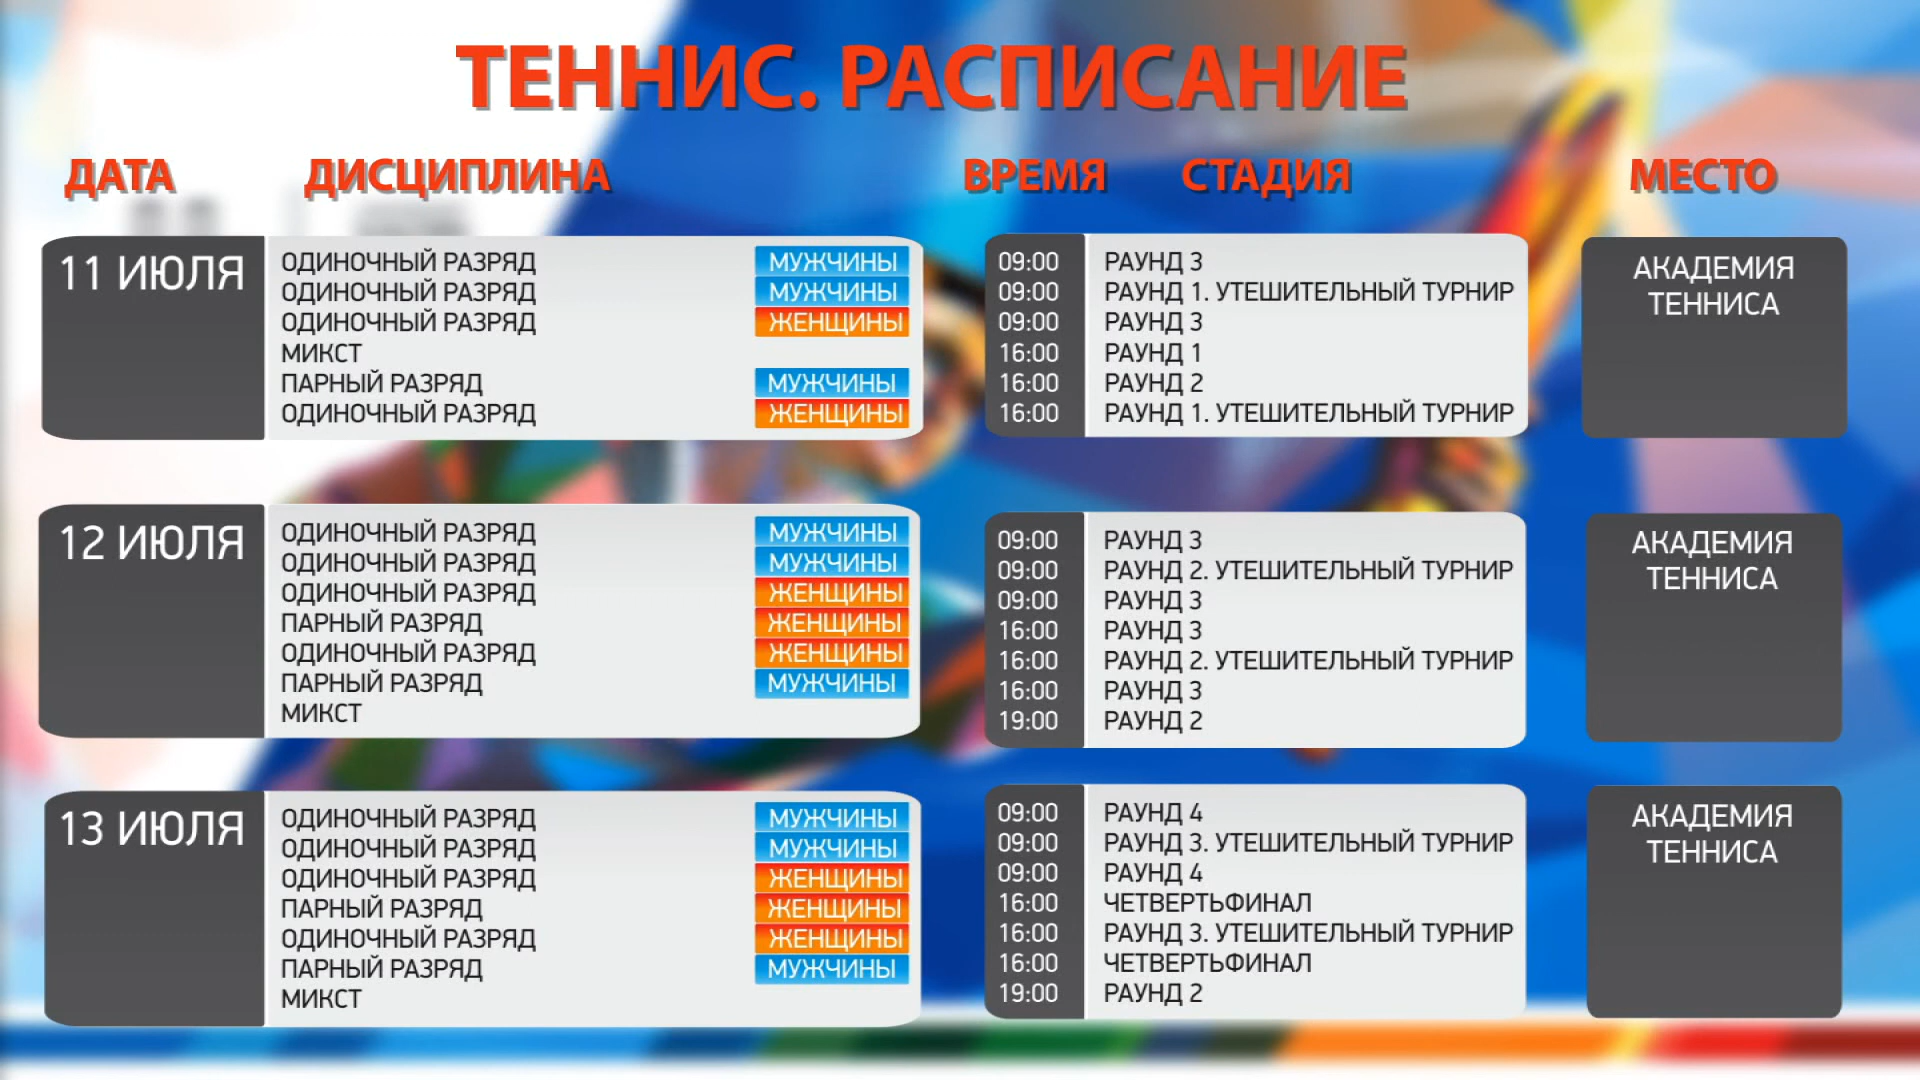 ТЕННИС. РАСПИСАНИЕ
ДАТА ДИСЦИПЛИНА ВРЕМЯ СТАДИЯ МЕСТО
11 ИЮЛЯ
ОДИНОЧНЫЙ РАЗРЯД МУЖЧИНЫ 09:00 РАУНД 3
ОДИНОЧНЫЙ РАЗРЯД МУЖЧИНЫ 09:00 РАУНД 1. УТЕШИТЕЛЬНЫЙ ТУРНИР
ОДИНОЧНЫЙ РАЗРЯД ЖЕНЩИНЫ 09:00 РАУНД 3
МИКСТ 16:00 РАУНД 1
ПАРНЫЙ РАЗРЯД МУЖЧИНЫ 16:00 РАУНД 2
ОДИНОЧНЫЙ РАЗРЯД ЖЕНЩИНЫ 16:00 РАУНД 1. УТЕШИТЕЛЬНЫЙ ТУРНИР
АКАДЕМИЯ
ТЕННИСА
12 ИЮЛЯ
ОДИНОЧНЫЙ РАЗРЯД МУЖЧИНЫ 09:00 РАУНД 3
ОДИНОЧНЫЙ РАЗРЯД МУЖЧИНЫ 09:00 РАУНД 2. УТЕШИТЕЛЬНЫЙ ТУРНИР
ОДИНОЧНЫЙ РАЗРЯД ЖЕНЩИНЫ 09:00 РАУНД 3
ПАРНЫЙ РАЗРЯД ЖЕНЩИНЫ 16:00 РАУНД 3
ОДИНОЧНЫЙ РАЗРЯД ЖЕНЩИНЫ 16:00 РАУНД 2. УТЕШИТЕЛЬНЫЙ ТУРНИР
ПАРНЫЙ РАЗРЯД МУЖЧИНЫ 16:00 РАУНД 3
МИКСТ 19:00 РАУНД 2
АКАДЕМИЯ
ТЕННИСА
13 ИЮЛЯ
ОДИНОЧНЫЙ РАЗРЯД МУЖЧИНЫ 09:00 РАУНД 4
ОДИНОЧНЫЙ РАЗРЯД МУЖЧИНЫ 09:00 РАУНД 3. УТЕШИТЕЛЬНЫЙ ТУРНИР
ОДИНОЧНЫЙ РАЗРЯД ЖЕНЩИНЫ 09:00 РАУНД 4
ПАРНЫЙ РАЗРЯД ЖЕНЩИНЫ 16:00 ЧЕТВЕРТЬФИНАЛ
ОДИНОЧНЫЙ РАЗРЯД ЖЕНЩИНЫ 16:00 РАУНД 3. УТЕШИТЕЛЬНЫЙ ТУРНИР
ПАРНЫЙ РАЗРЯД МУЖЧИНЫ 16:00 ЧЕТВЕРТЬФИНАЛ
МИКСТ 19:00 РАУНД 2
АКАДЕМИЯ
ТЕННИСА